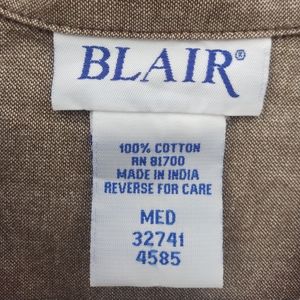 BLAIR®
100% COTTON
RN 81700
MADE IN INDIA
REVERSE FOR CARE
MED
32741
4585